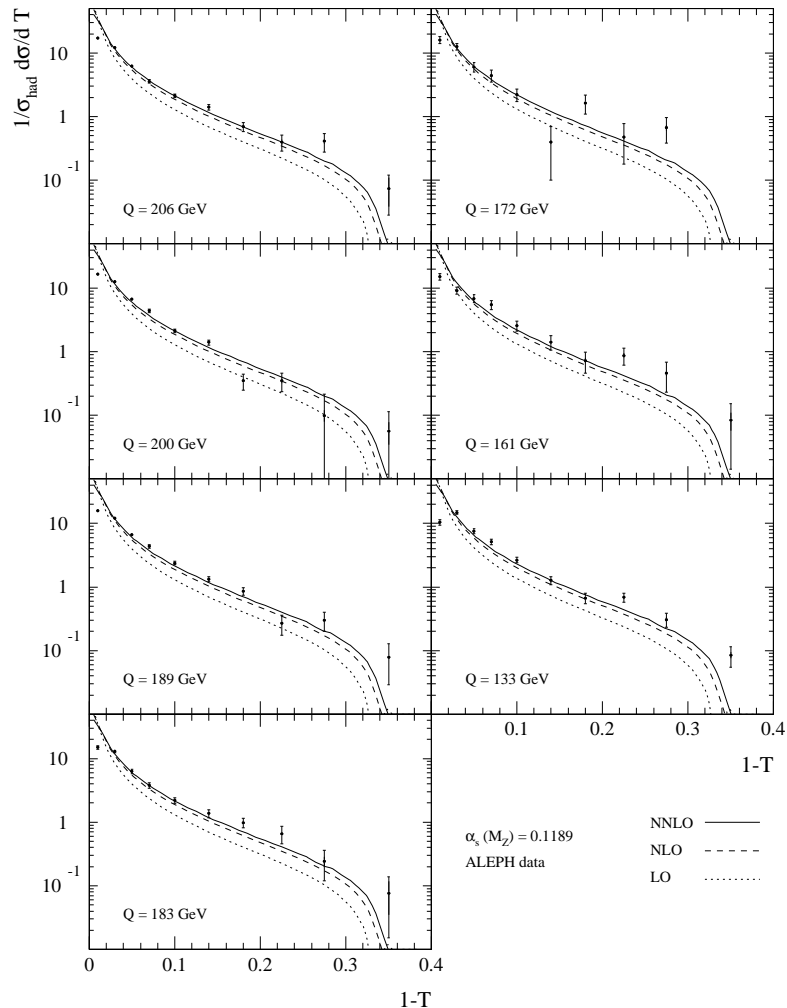 1/σhad dσ/d T
10
1
10 -1
Q = 206 GeV
Q = 172 GeV
10
1
10 -1
Q = 200 GeV
Q = 161 GeV
10
1
10 -1
Q = 189 GeV
Q = 133 GeV
0.1 0.2 0.3 0.4
1-T
10
1
10 -1
Q = 183 GeV
αs (MZ) = 0.1189
ALEPH data
NNLO
NLO
LO
0 0.1 0.2 0.3 0.4
1-T